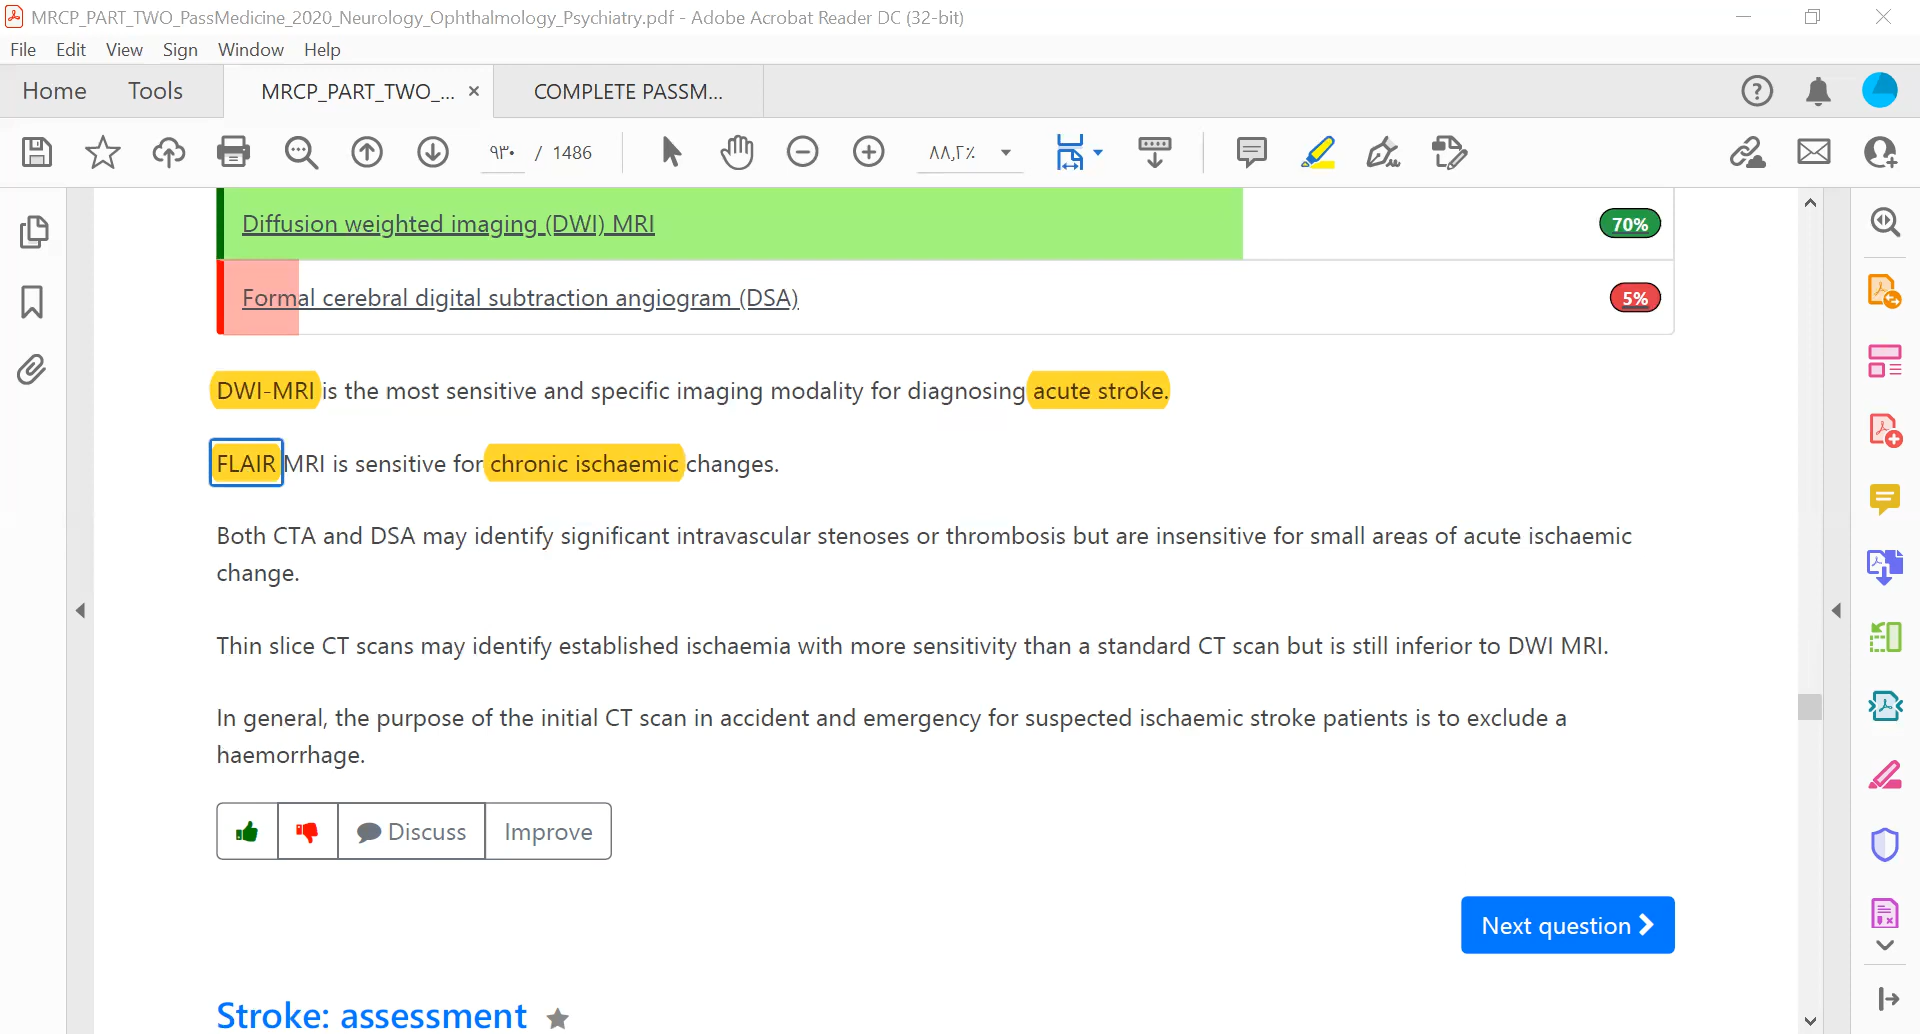 MRCP_PART_TWO_PassMedicine_2020_Neurology_Ophthalmology_Psychiatry.pdf - Adobe Acrobat Reader DC (32-bit)
File Edit View Sign Window Help
Home Tools MRCP_PART_TWO_... × COMPLETE PASSM...
٩٣٠ / 1486 ٨٨,٢٪
Diffusion weighted imaging (DWI) MRI 70%
Formal cerebral digital subtraction angiogram (DSA) 5%
DWI-MRI is the most sensitive and specific imaging modality for diagnosing acute stroke.
FLAIR MRI is sensitive for chronic ischaemic changes.
Both CTA and DSA may identify significant intravascular stenoses or thrombosis but are insensitive for small areas of acute ischaemic
change.
Thin slice CT scans may identify established ischaemia with more sensitivity than a standard CT scan but is still inferior to DWI MRI.
In general, the purpose of the initial CT scan in accident and emergency for suspected ischaemic stroke patients is to exclude a
haemorrhage.
Discuss Improve
Next question
Stroke: assessment